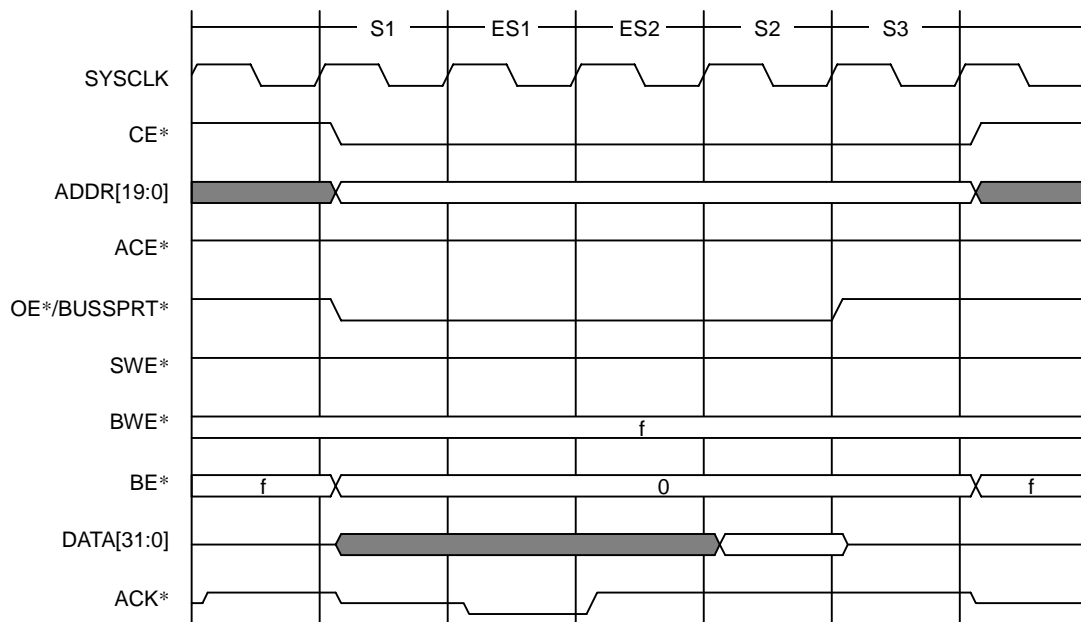 S1 ES1 ES2 S2 S3
SYSCLK
CE*
ADDR[19:0]
ACE*
OE*/BUSSPRT*
SWE*
BWE*
f
BE*
f 0 f
DATA[31:0]
ACK*